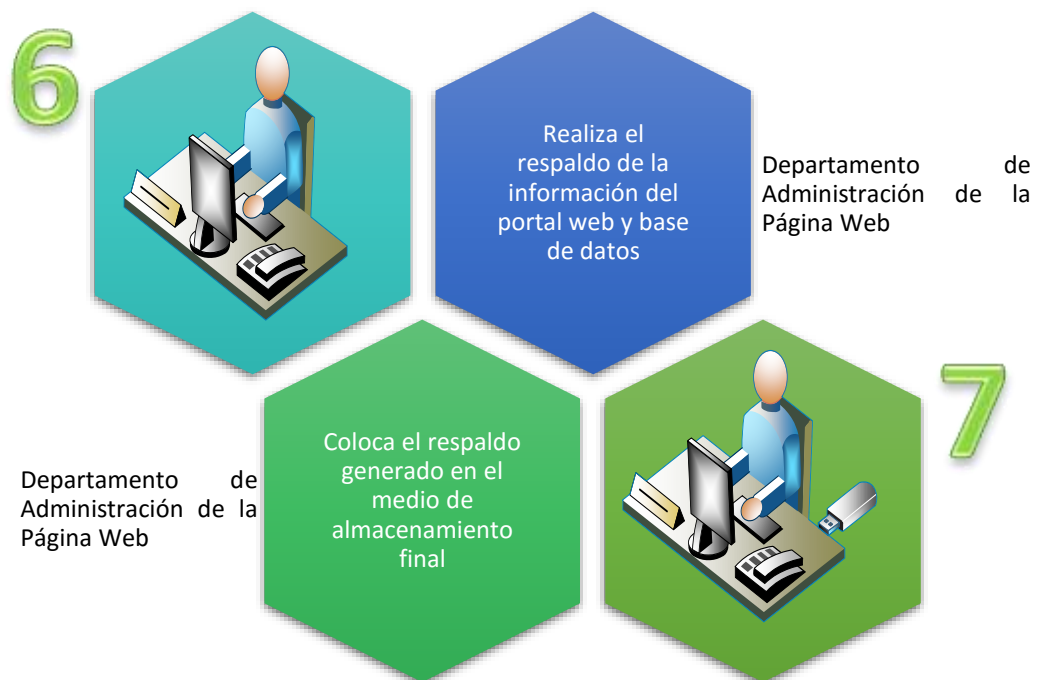 6
Realiza el
respaldo de la
información del
portal web y base
de datos
Departamento de
Administración de la
Página Web
Departamento de
Administración de la
Página Web
Coloca el respaldo
generado en el
medio de
almacenamiento
final
7